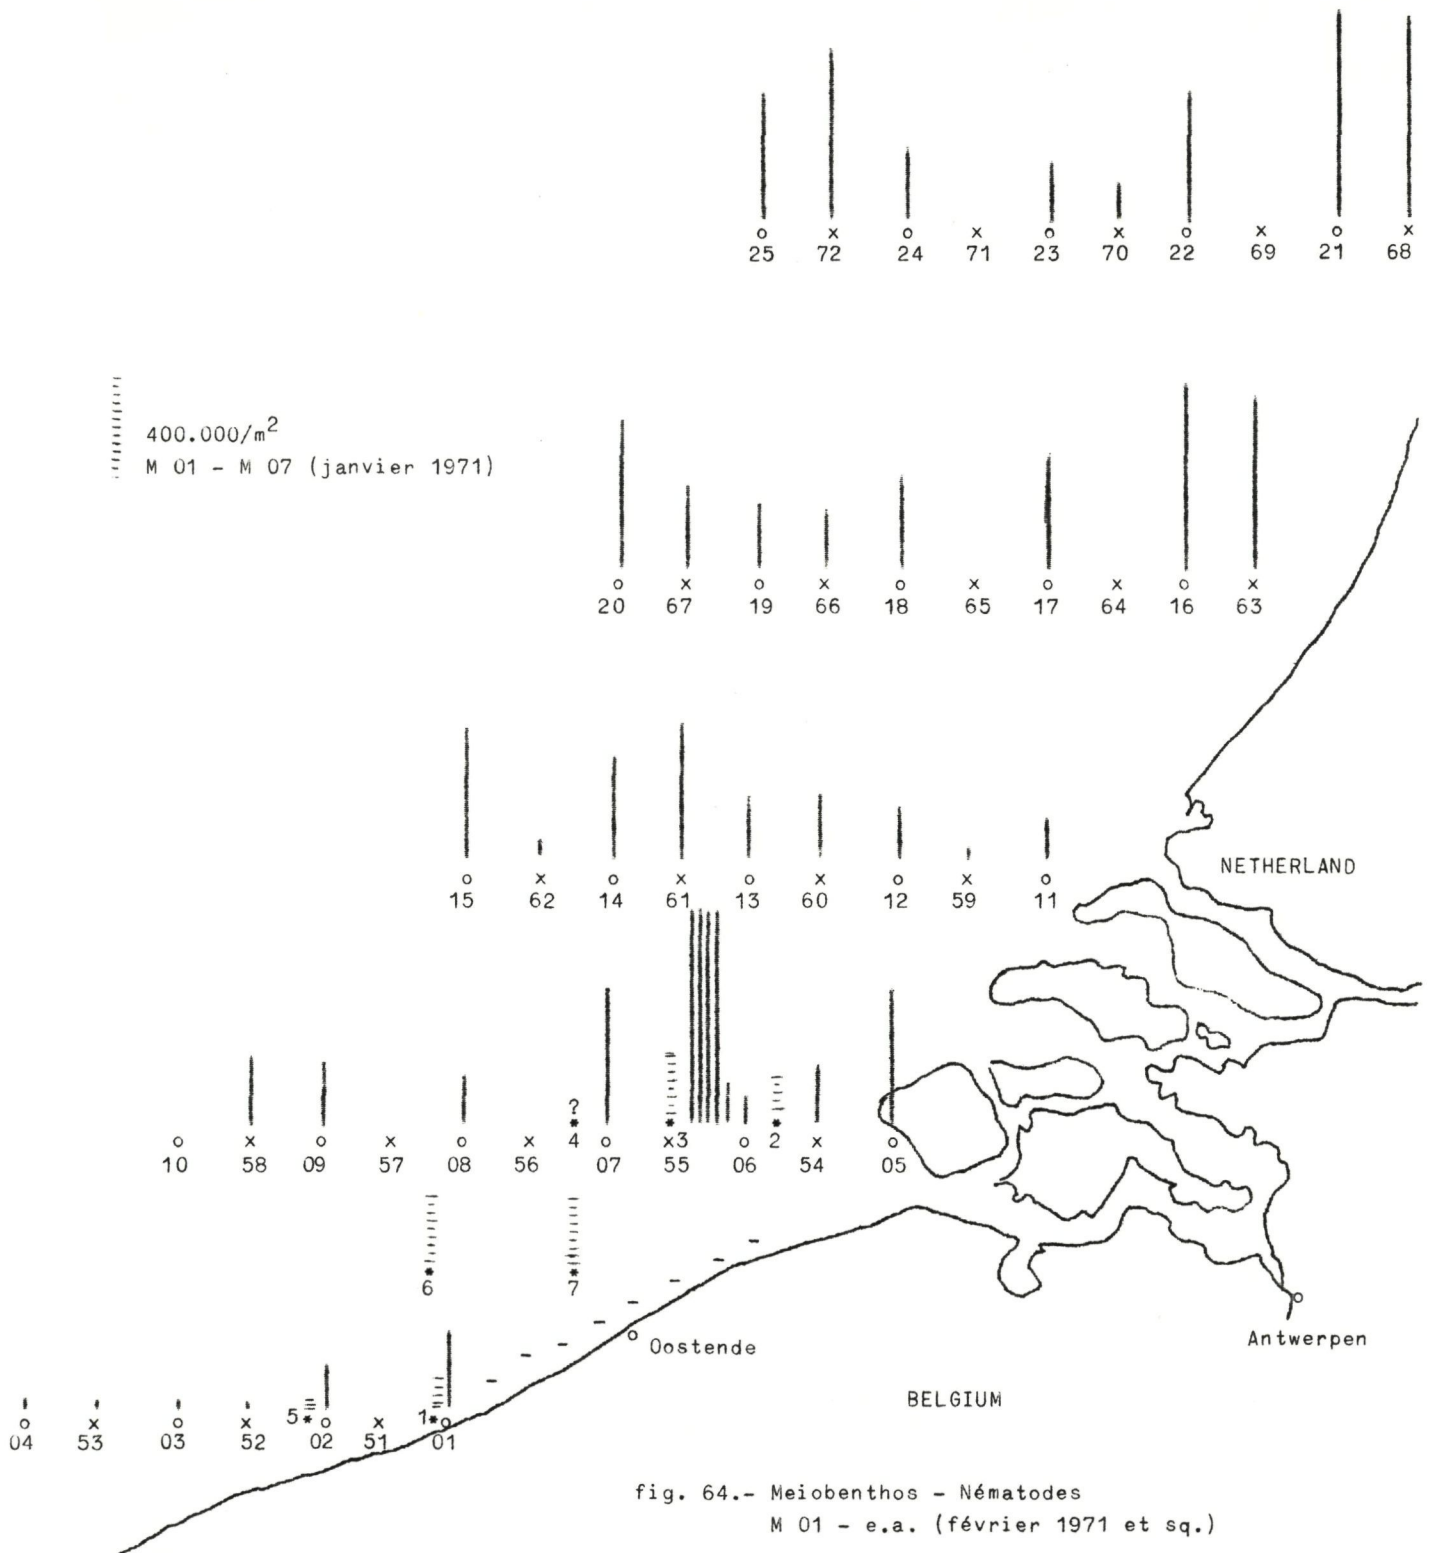 o x o x o x o x o x
25 72 24 71 23 70 22 69 21 68
400.000/m²
M 01 - M 07 (janvier 1971)
o x o x o x o x o x
20 67 19 66 18 65 17 64 16 63
o x o x o x o x o
15 62 14 61 13 60 12 59 11
NETHERLAND
?
* * *
o x o x o x 4 o x3 o 2 x o
10 58 09 57 08 56 07 55 06 54 05
* *
6 7
o
Oostende
o
Antwerpen
BELGIUM
o x o x 5* o x 1*o
04 53 03 52 02 51 01
fig. 64.- Meiobenthos - Nématodes
M 01 - e.a. (février 1971 et sq.)